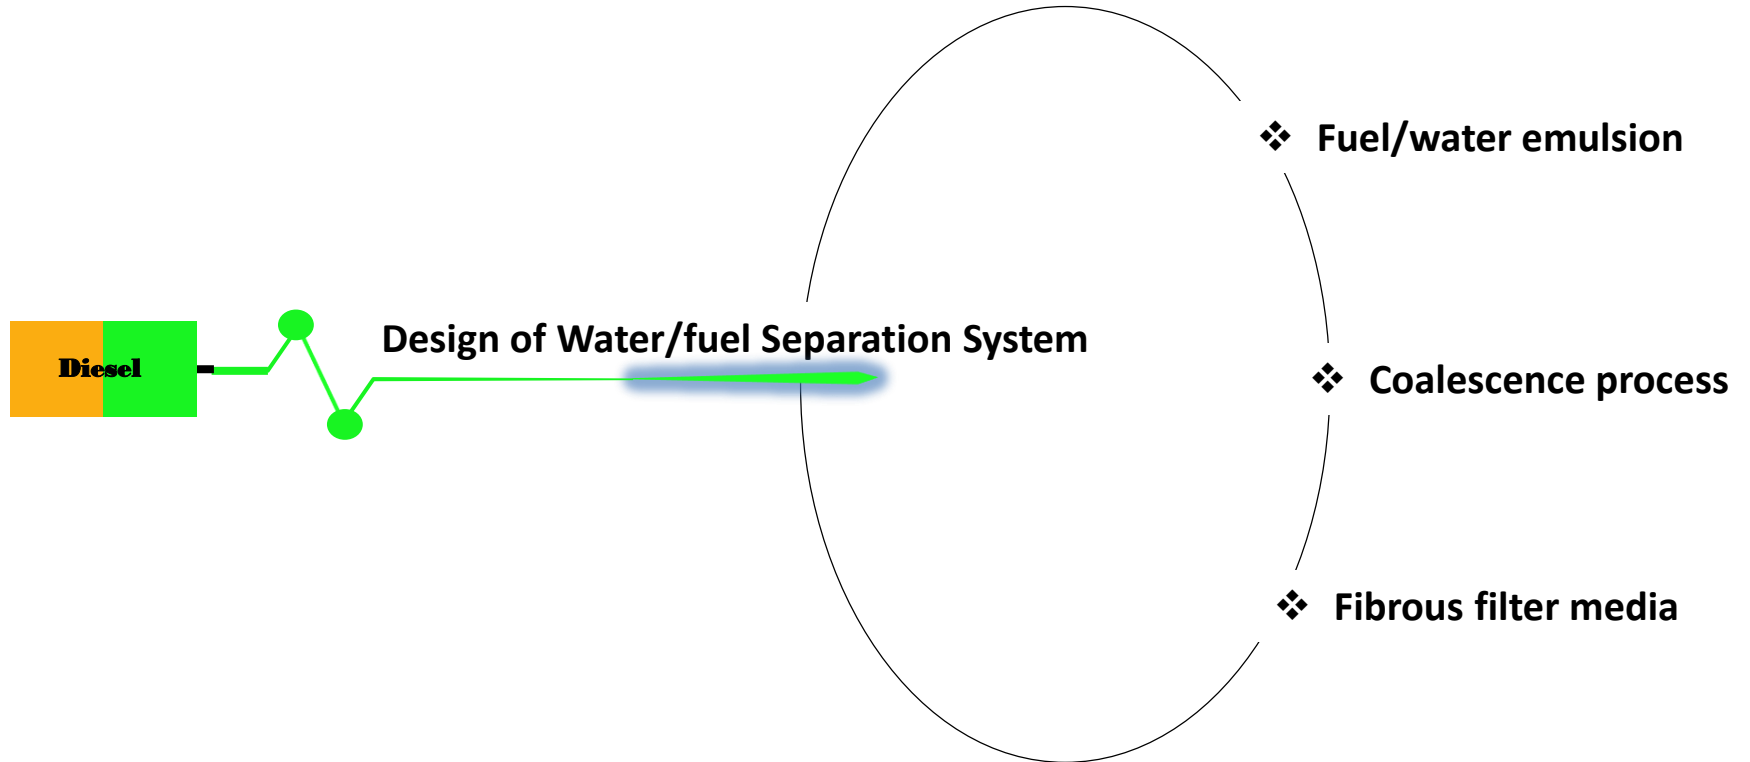 Fuel/water emulsion
Design of Water/fuel Separation System
Diesel
Coalescence process
Fibrous filter media